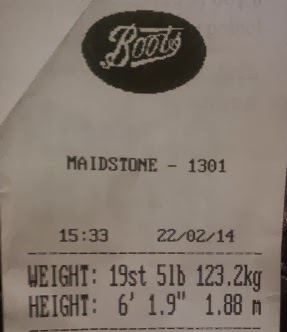 Boots
MAIDSTONE - 1301
15:33 22/02/14
WEIGHT: 19st 5lb 123.2kg
HEIGHT: 6' 1.9" 1.88 m